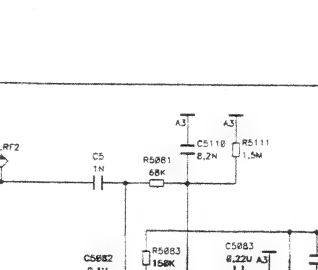 A3
A3
C5110
8,2N
R5111
1.5M
RF2
C5
1N
R5081
68K
C5082
R5083
150K
C5083
0,22U
A3